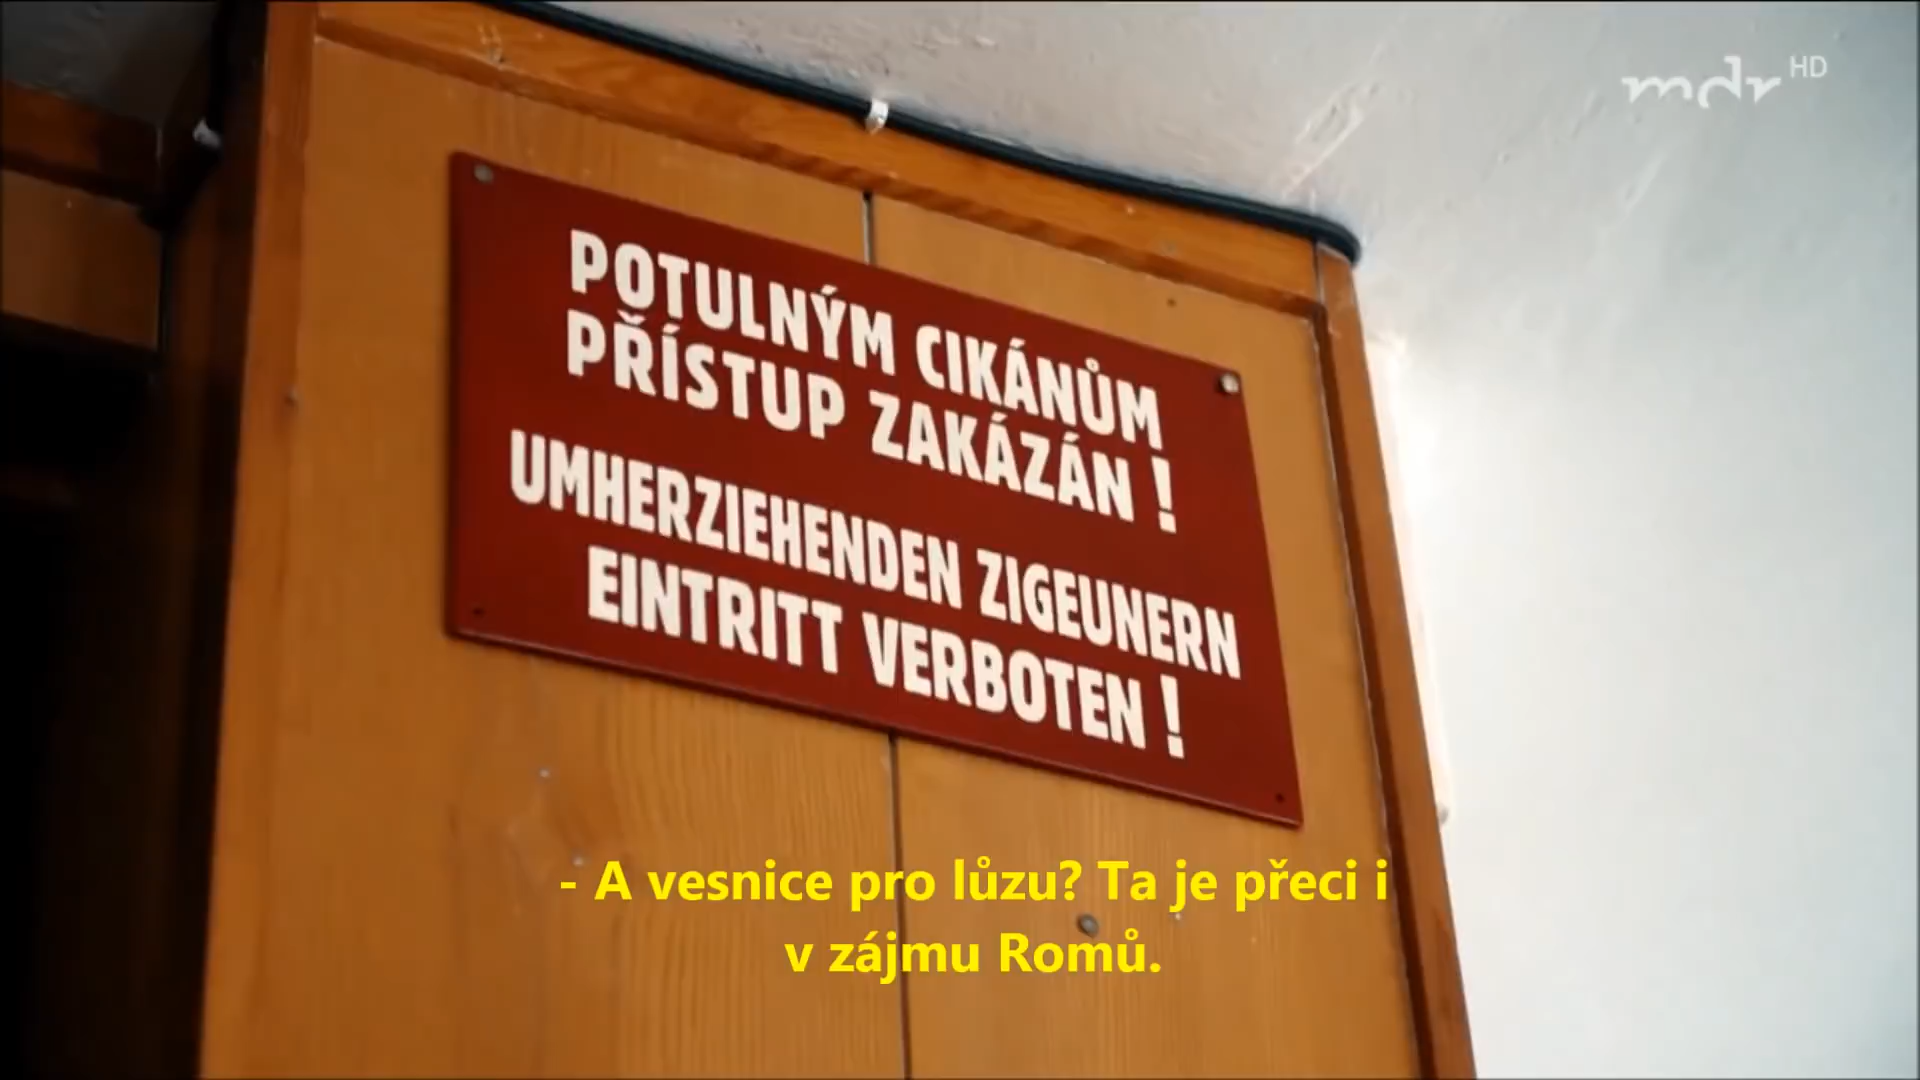 mdr HD
POTULNÝM CIKÁNŮM
PŘÍSTUP ZAKÁZÁN !
UMHERZIEHENDEN ZIGEUNERN
EINTRITT VERBOTEN !
- A vesnice pro lůzu? Ta je přeci i
v zájmu Romů.